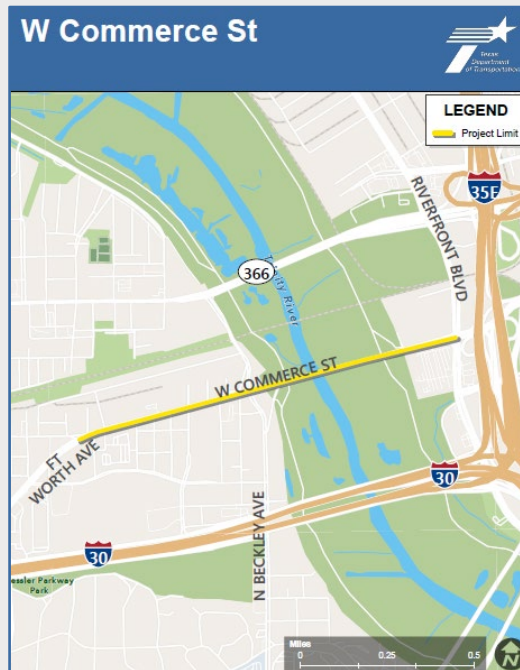 W Commerce St
Texas
Department
of Transportation
LEGEND
Project Limit
35E
RIVERFRONT BLVD
366
Trinity River
W COMMERCE ST
FT
WORTH AVE
30
N BECKLEY AVE
30
essler Parkway
Park
Miles
0 0.25 0.5
N